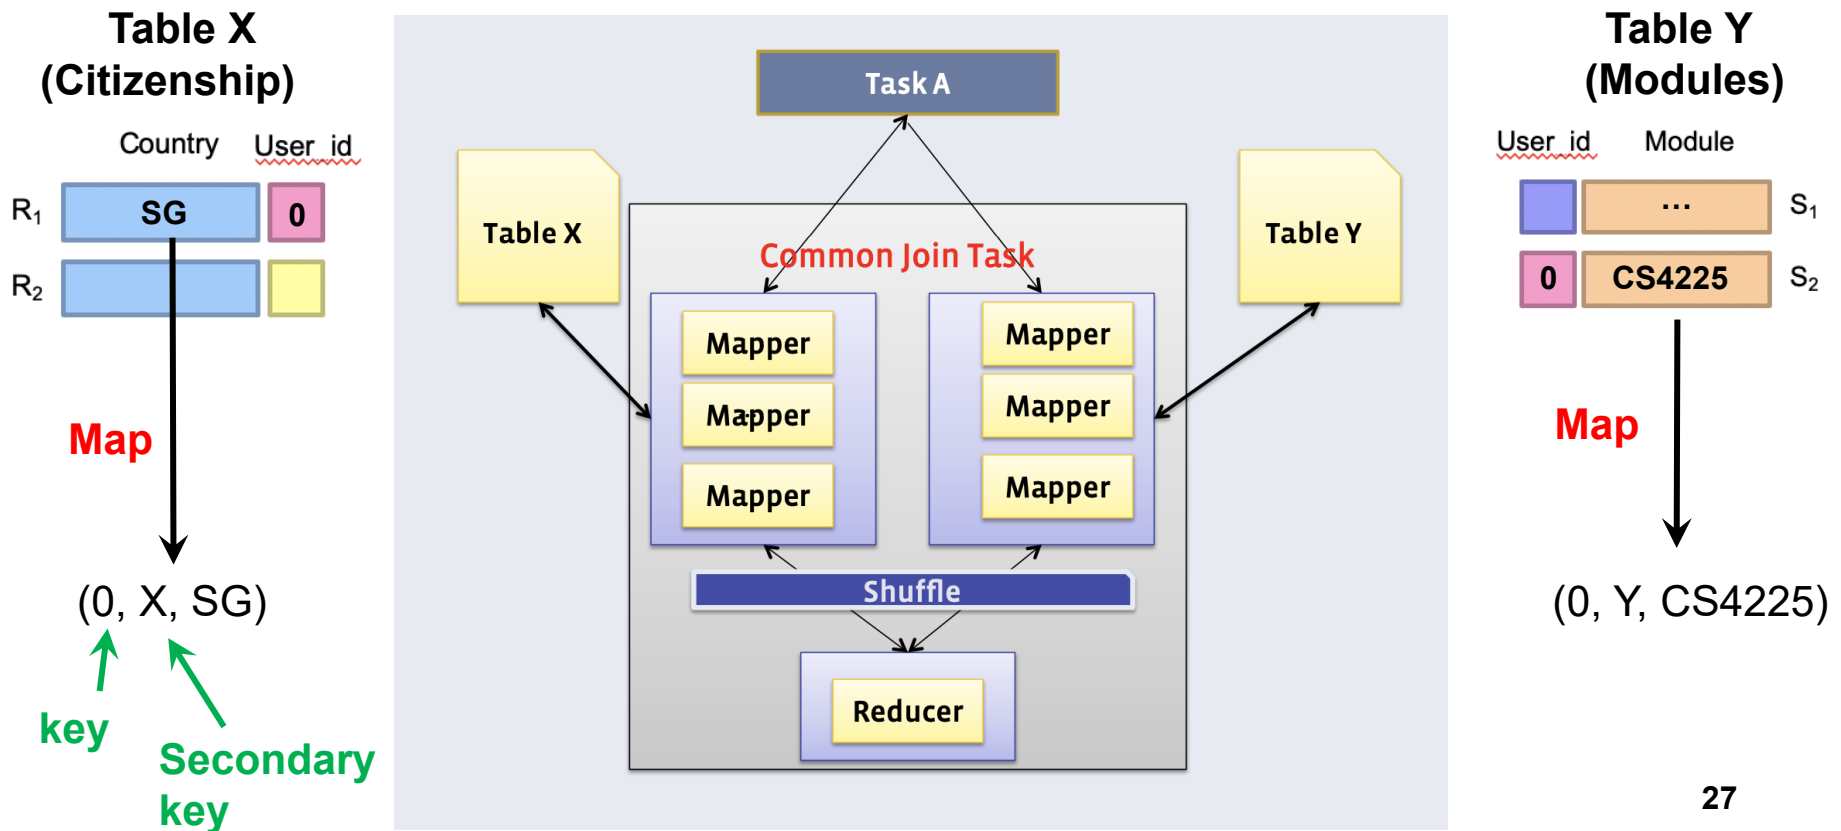 Table X
(Citizenship)
Country User_id
R1 SG 0
R2
Map
(0, X, SG)
key
Secondary
key
Task A
Table X
Table Y
Common Join Task
Mapper
Mapper
Mapper
Mapper
Mapper
Mapper
Shuffle
Reducer
Table Y
(Modules)
User_id Module
... S1
0 CS4225 S2
Map
(0, Y, CS4225)
27